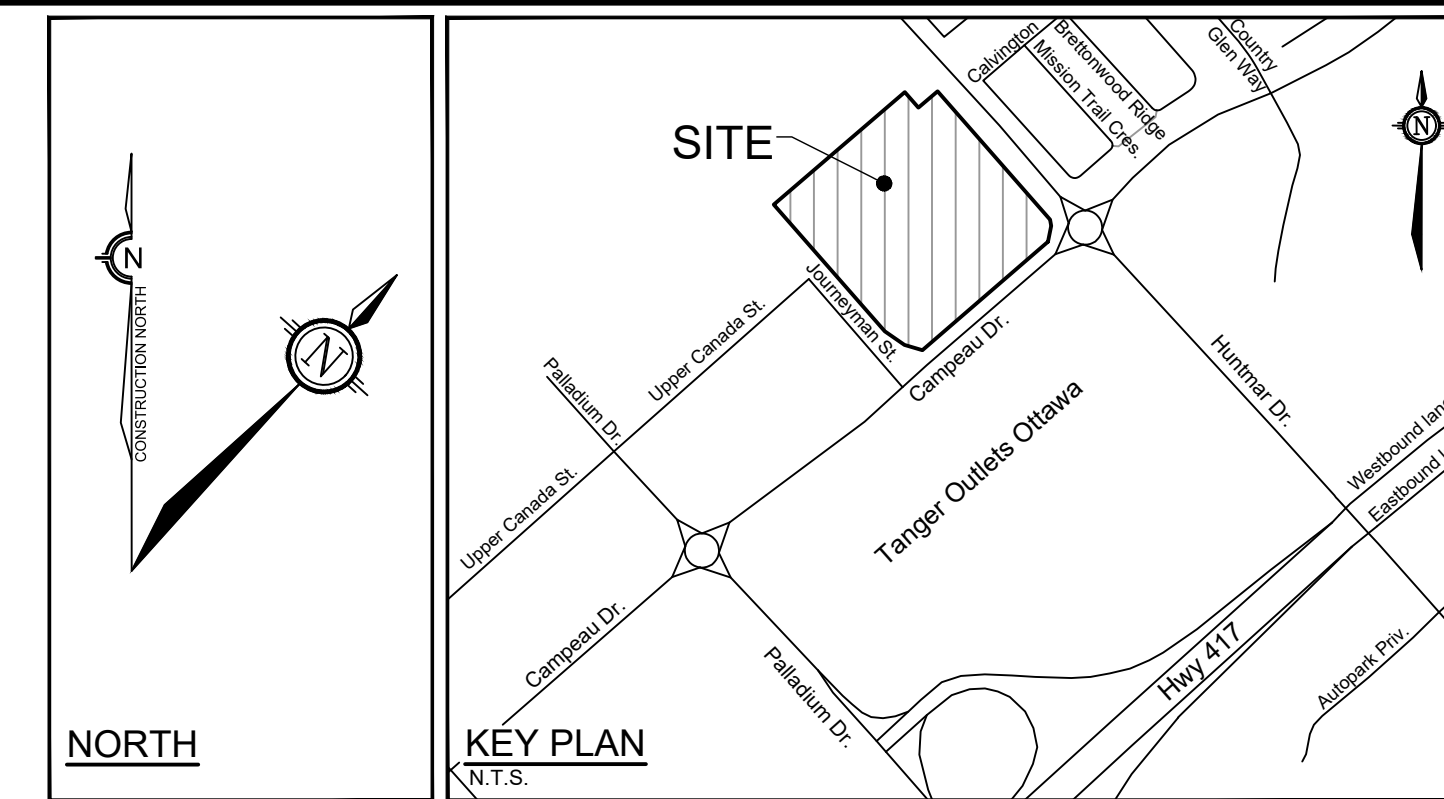 N
CONSTRUCTION NORTH
N
NORTH
Calvington
Brettonwood Ridge
Mission Trail Cres.
Country
Glen Way
N
SITE
Journeyman St.
Upper Canada St.
Campeau Dr.
Palladium Dr.
Huntmar Dr.
Tanger Outlets Ottawa
Westbound
Eastbound
Upper Canada St.
Campeau Dr.
Palladium Dr.
Hwy 417
Autopark Priv.
KEY PLAN
N.T.S.